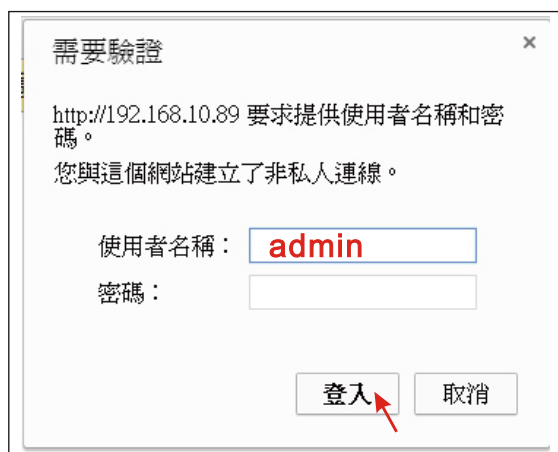 需要驗證
×
http://192.168.10.89 要求提供使用者名稱和密
碼。
您與這個網站建立了非私人連線。
使用者名稱：admin
密碼：
登入 取消